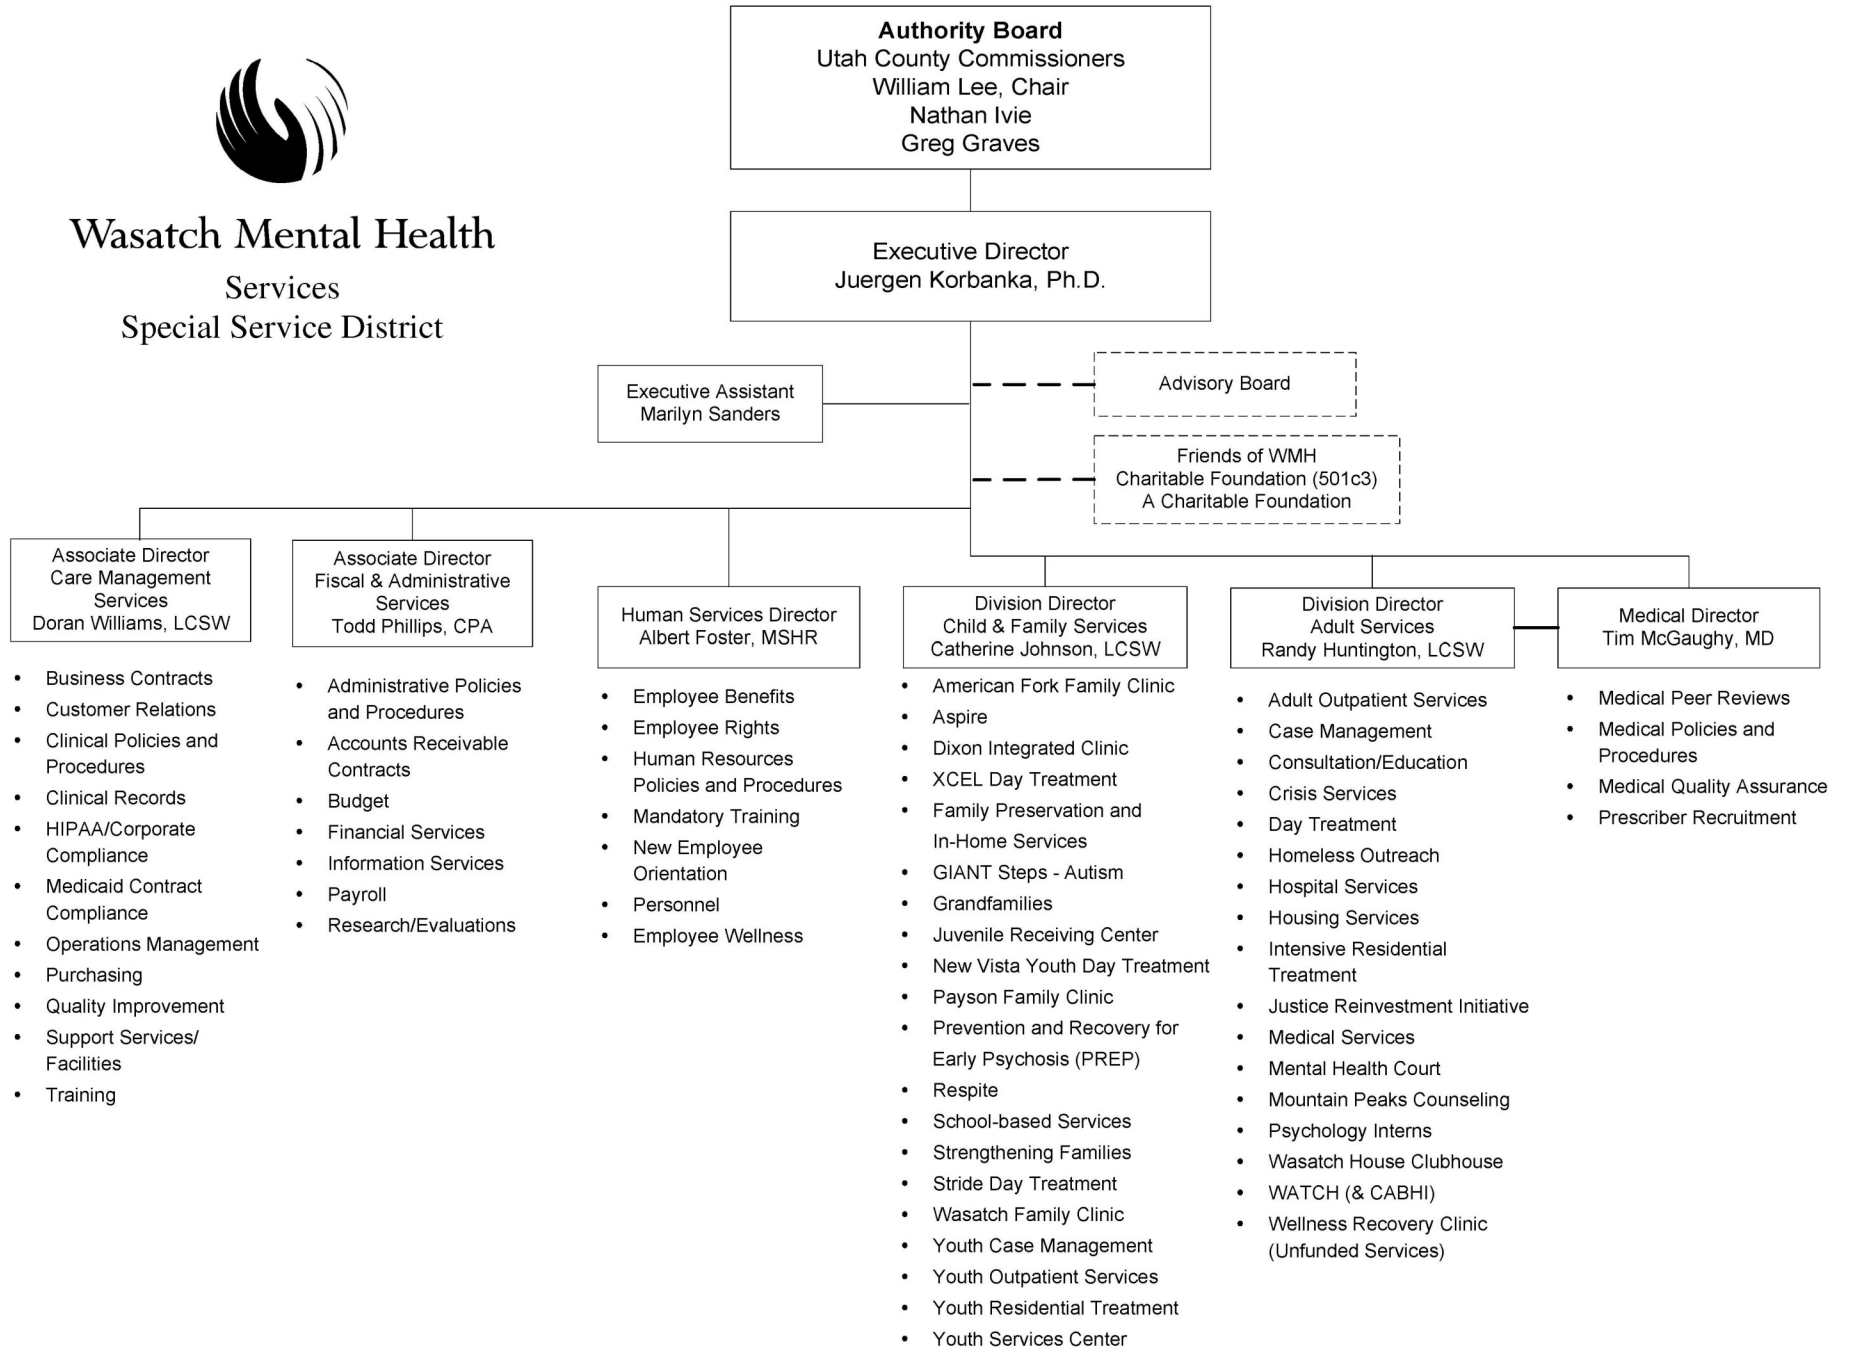 Wasatch Mental Health
Services
Special Service District
Authority Board
Utah County Commissioners
William Lee, Chair
Nathan Ivie
Greg Graves
Executive Director
Juergen Korbanka, Ph.D.
Executive Assistant
Marilyn Sanders
Advisory Board
Friends of WMH
Charitable Foundation (501c3)
A Charitable Foundation
Associate Director
Care Management
Services
Doran Williams, LCSW
• Business Contracts
• Customer Relations
• Clinical Policies and
Procedures
• Clinical Records
• HIPAA/Corporate
Compliance
• Medicaid Contract
Compliance
• Operations Management
• Purchasing
• Quality Improvement
• Support Services/
Facilities
• Training
Associate Director
Fiscal & Administrative
Services
Todd Phillips, CPA
• Administrative Policies
and Procedures
• Accounts Receivable
Contracts
• Budget
• Financial Services
• Information Services
• Payroll
• Research/Evaluations
Human Services Director
Albert Foster, MSHR
• Employee Benefits
• Employee Rights
• Human Resources
Policies and Procedures
• Mandatory Training
• New Employee
Orientation
• Personnel
• Employee Wellness
Division Director
Child & Family Services
Catherine Johnson, LCSW
• American Fork Family Clinic
• Aspire
• Dixon Integrated Clinic
• XCEL Day Treatment
• Family Preservation and
In-Home Services
• GIANT Steps - Autism
• Grandfamilies
• Juvenile Receiving Center
• New Vista Youth Day Treatment
• Payson Family Clinic
• Prevention and Recovery for
Early Psychosis (PREP)
• Respite
• School-based Services
• Strengthening Families
• Stride Day Treatment
• Wasatch Family Clinic
• Youth Case Management
• Youth Outpatient Services
• Youth Residential Treatment
• Youth Services Center
Division Director
Adult Services
Randy Huntington, LCSW
• Adult Outpatient Services
• Case Management
• Consultation/Education
• Crisis Services
• Day Treatment
• Homeless Outreach
• Hospital Services
• Housing Services
• Intensive Residential
Treatment
• Justice Reinvestment Initiative
• Medical Services
• Mental Health Court
• Mountain Peaks Counseling
• Psychology Interns
• Wasatch House Clubhouse
• WATCH (& CABHI)
• Wellness Recovery Clinic
(Unfunded Services)
Medical Director
Tim McGaughy, MD
• Medical Peer Reviews
• Medical Policies and
Procedures
• Medical Quality Assurance
• Prescriber Recruitment